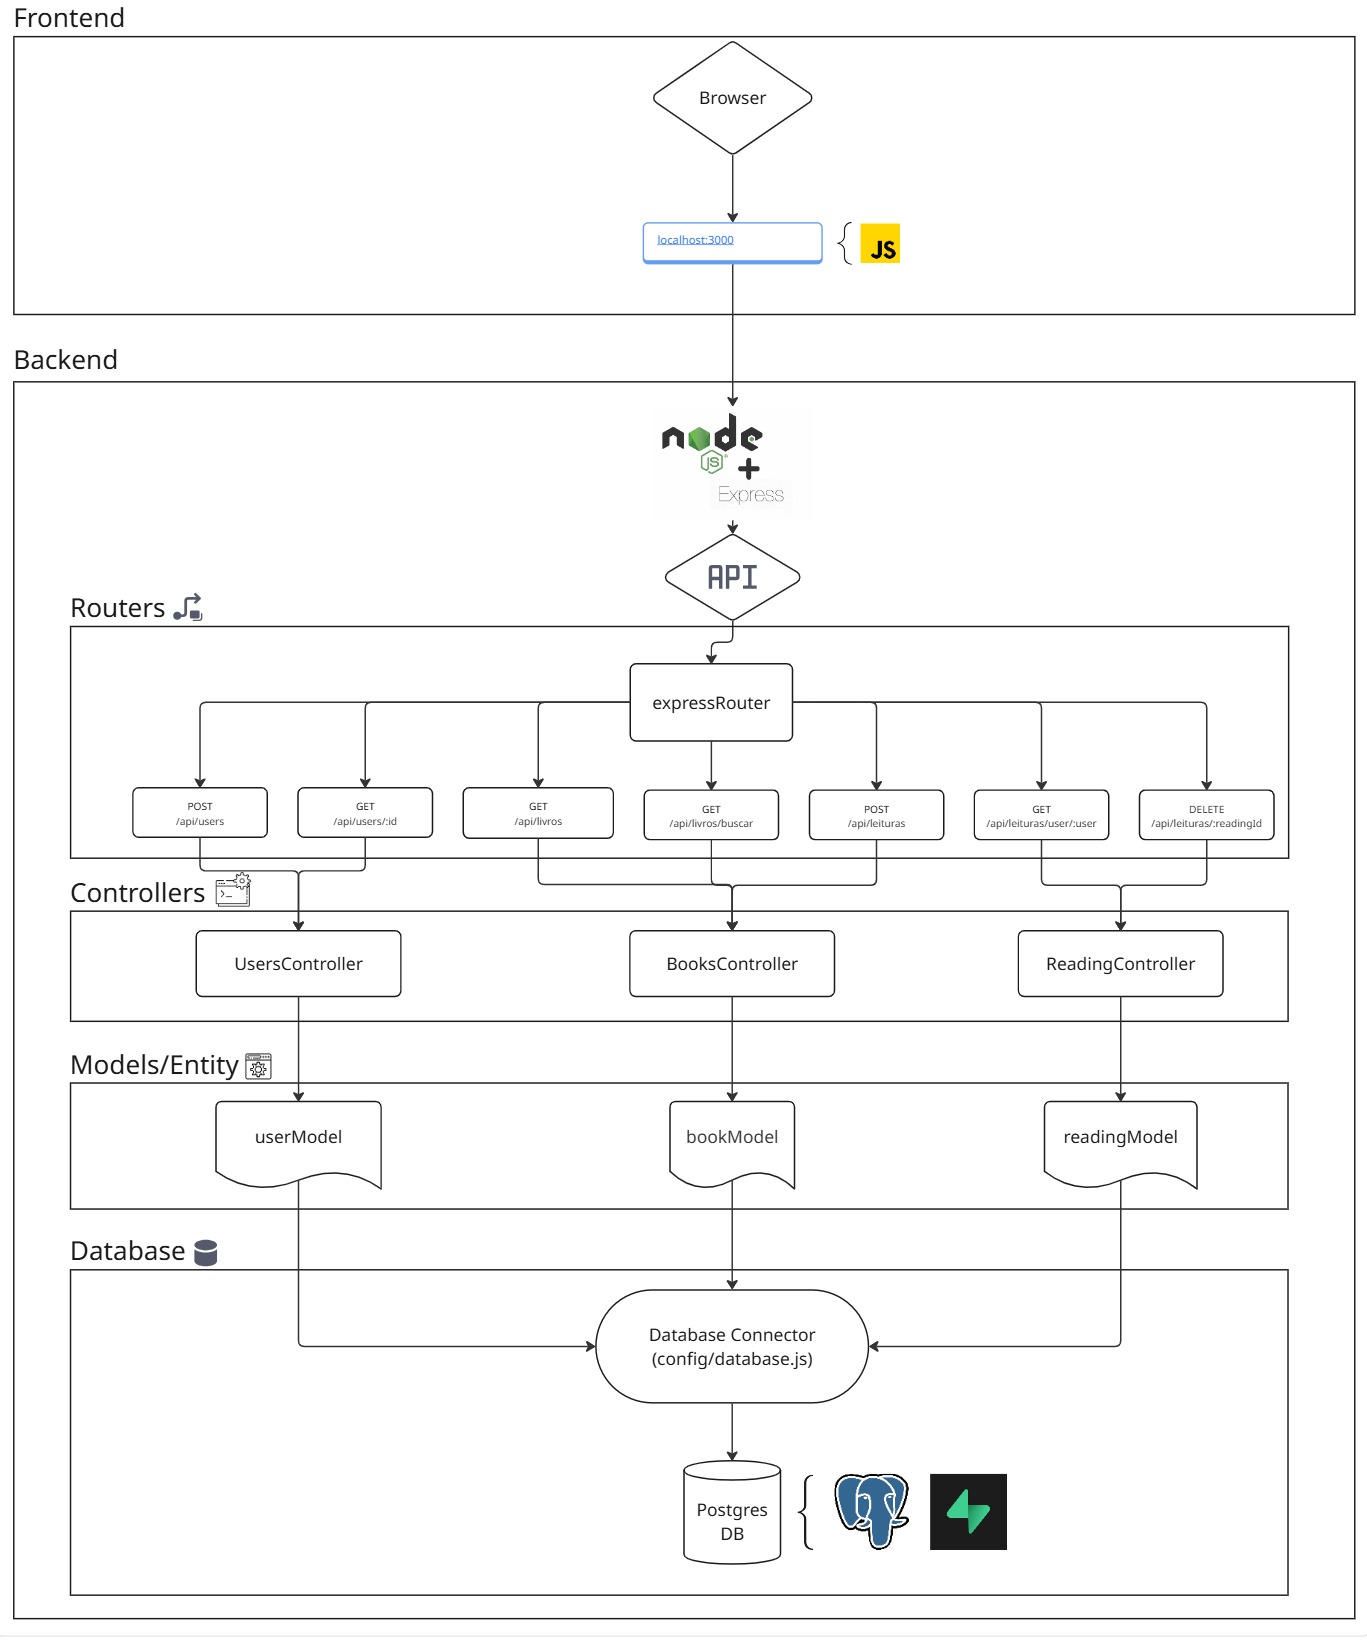 Frontend
Browser
localhost:3000
JS
Backend
node
JS
+
Express
API
Routers
expressRouter
POST
/api/users
GET
/api/users/:id
GET
/api/livros
GET
/api/livros/buscar
POST
/api/leituras
GET
/api/leituras/user/:user
DELETE
/api/leituras/:readingId
Controllers
UsersController
BooksController
ReadingController
Models/Entity
userModel
bookModel
readingModel
Database
Database Connector
(config/database.js)
Postgres
DB